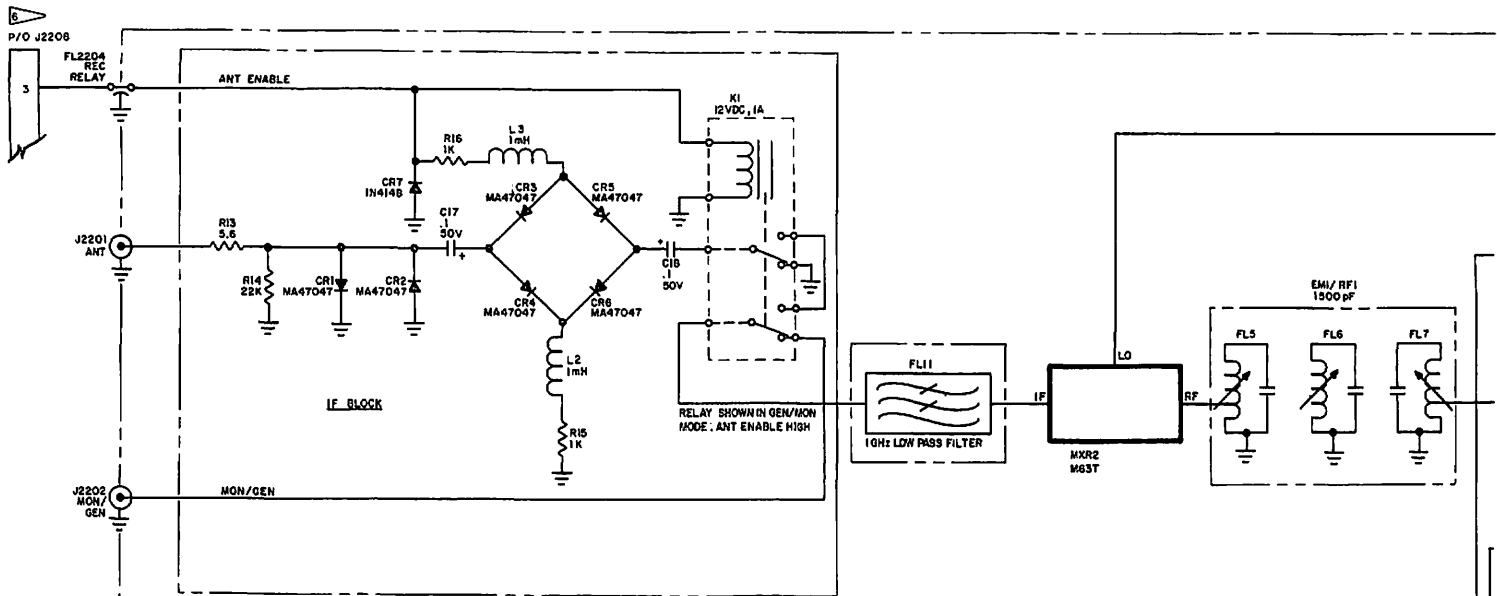 6
P/O J2206
3
FL2204
REC
RELAY
ANT ENABLE
K1
12VDC, 1A
L3
1mH
R16
1K
CR7
1N4148
CR3
MA47047
CR5
MA47047
C17
.1
50V
+
R13
5.6
J2201
ANT
R14
22K
CR1
MA47047
CR2
MA47047
CR4
MA47047
CR6
MA47047
+
C18
.1
50V
L2
1mH
R15
1K
IF BLOCK
RELAY SHOWN IN GEN/MON
MODE; ANT ENABLE HIGH
FL11
1GHz LOW PASS FILTER
IF
LO
RF
MXR2
M63T
EMI/RFI
1500pF
FL5
FL6
FL7
J2202
MON/
GEN
MON/GEN